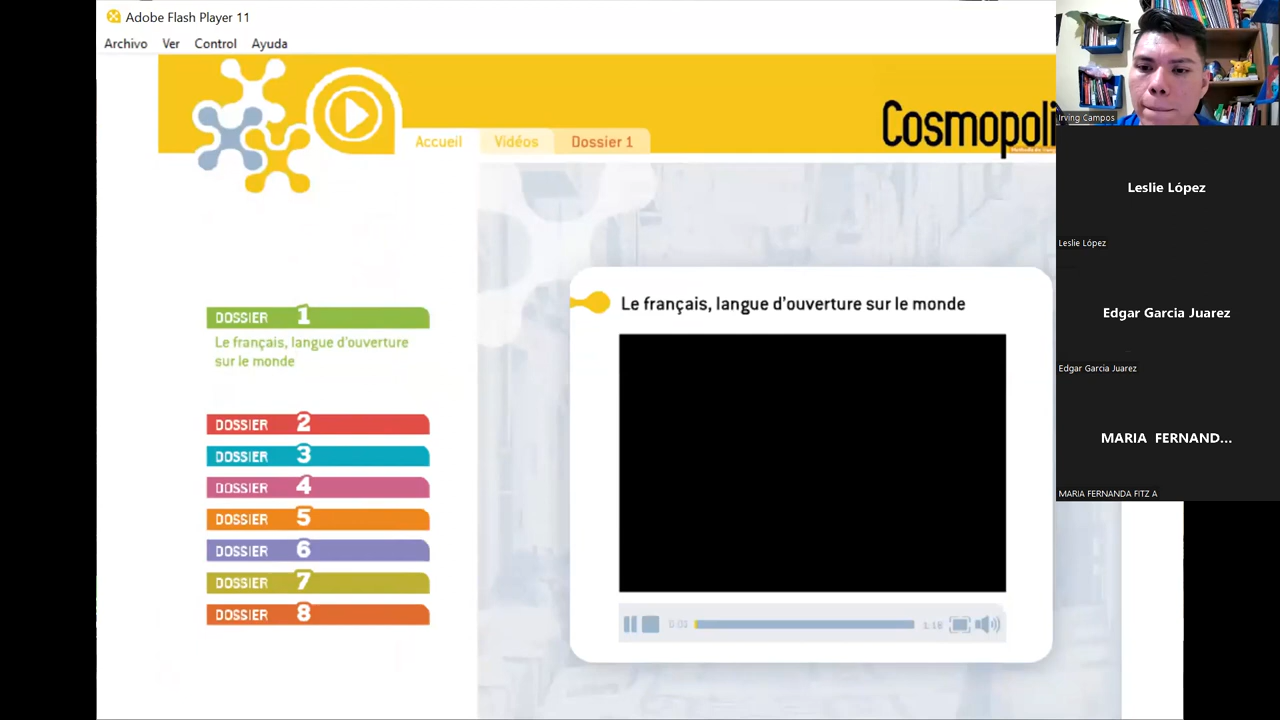 Adobe Flash Player 11
Archivo Ver Control Ayuda
Accueil Vidéos Dossier 1
Cosmopoli
Irving Campos
Leslie López
Leslie López
Edgar Garcia Juarez
Edgar Garcia Juarez
MARIA FERNAND...
MARIA FERNANDA FITZ A
DOSSIER 1
Le français, langue d'ouverture
sur le monde
DOSSIER 2
DOSSIER 3
DOSSIER 4
DOSSIER 5
DOSSIER 6
DOSSIER 7
DOSSIER 8
Le français, langue d'ouverture sur le monde